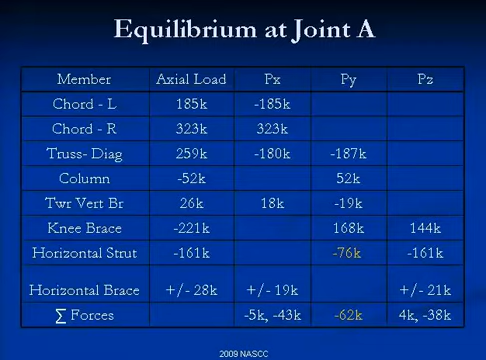 Equilibrium at Joint A
Member Axial Load Px Py Pz
Chord - L 185k -185k
Chord - R 323k 323k
Truss- Diag 259k -180k -187k
Column -52k 52k
Twr Vert Br 26k 18k -19k
Knee Brace -221k 168k 144k
Horizontal Strut -161k -76k -161k
Horizontal Brace +/- 28k +/- 19k +/- 21k
∑ Forces -5k, -43k -62k 4k, -38k
2009 NASCC